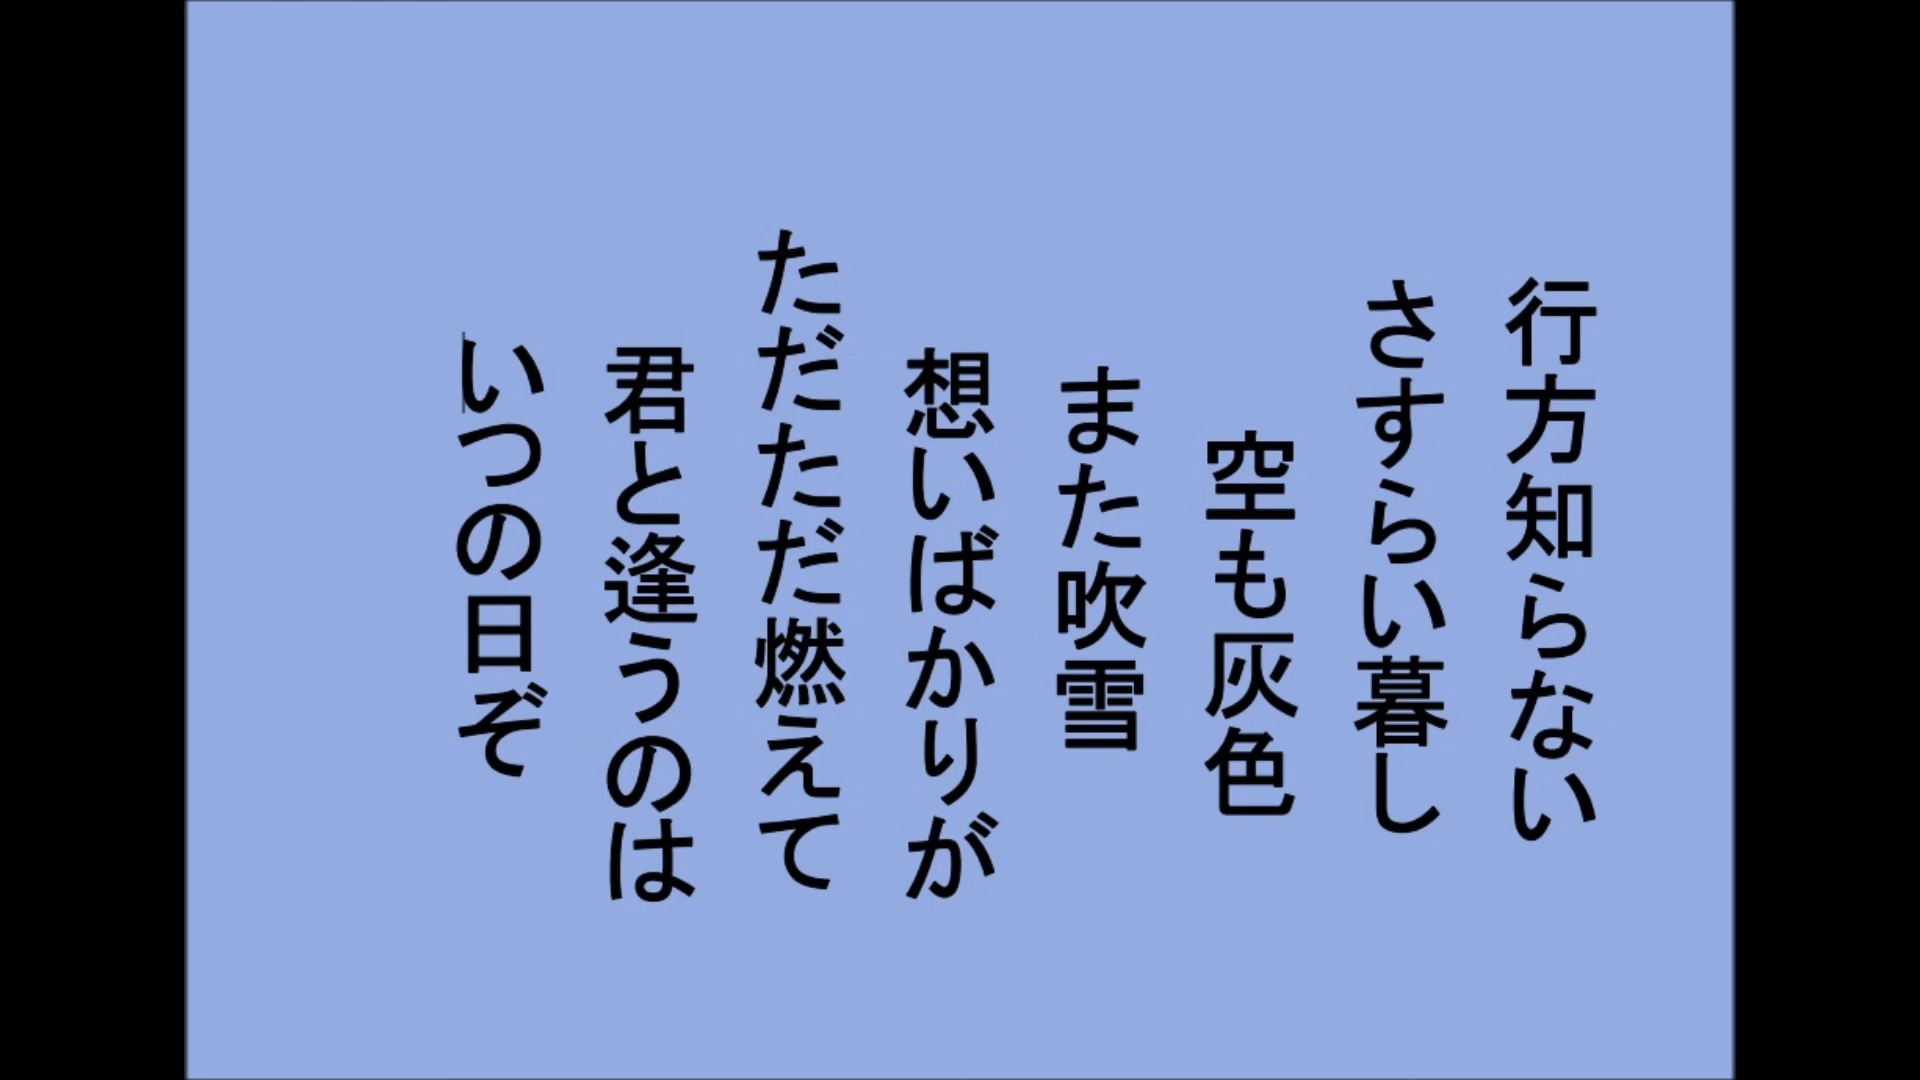 行方知らない
さすらい暮し
空も灰色
また吹雪
想いばかりが
ただただ燃えて
君と逢うのは
いつの日ぞ